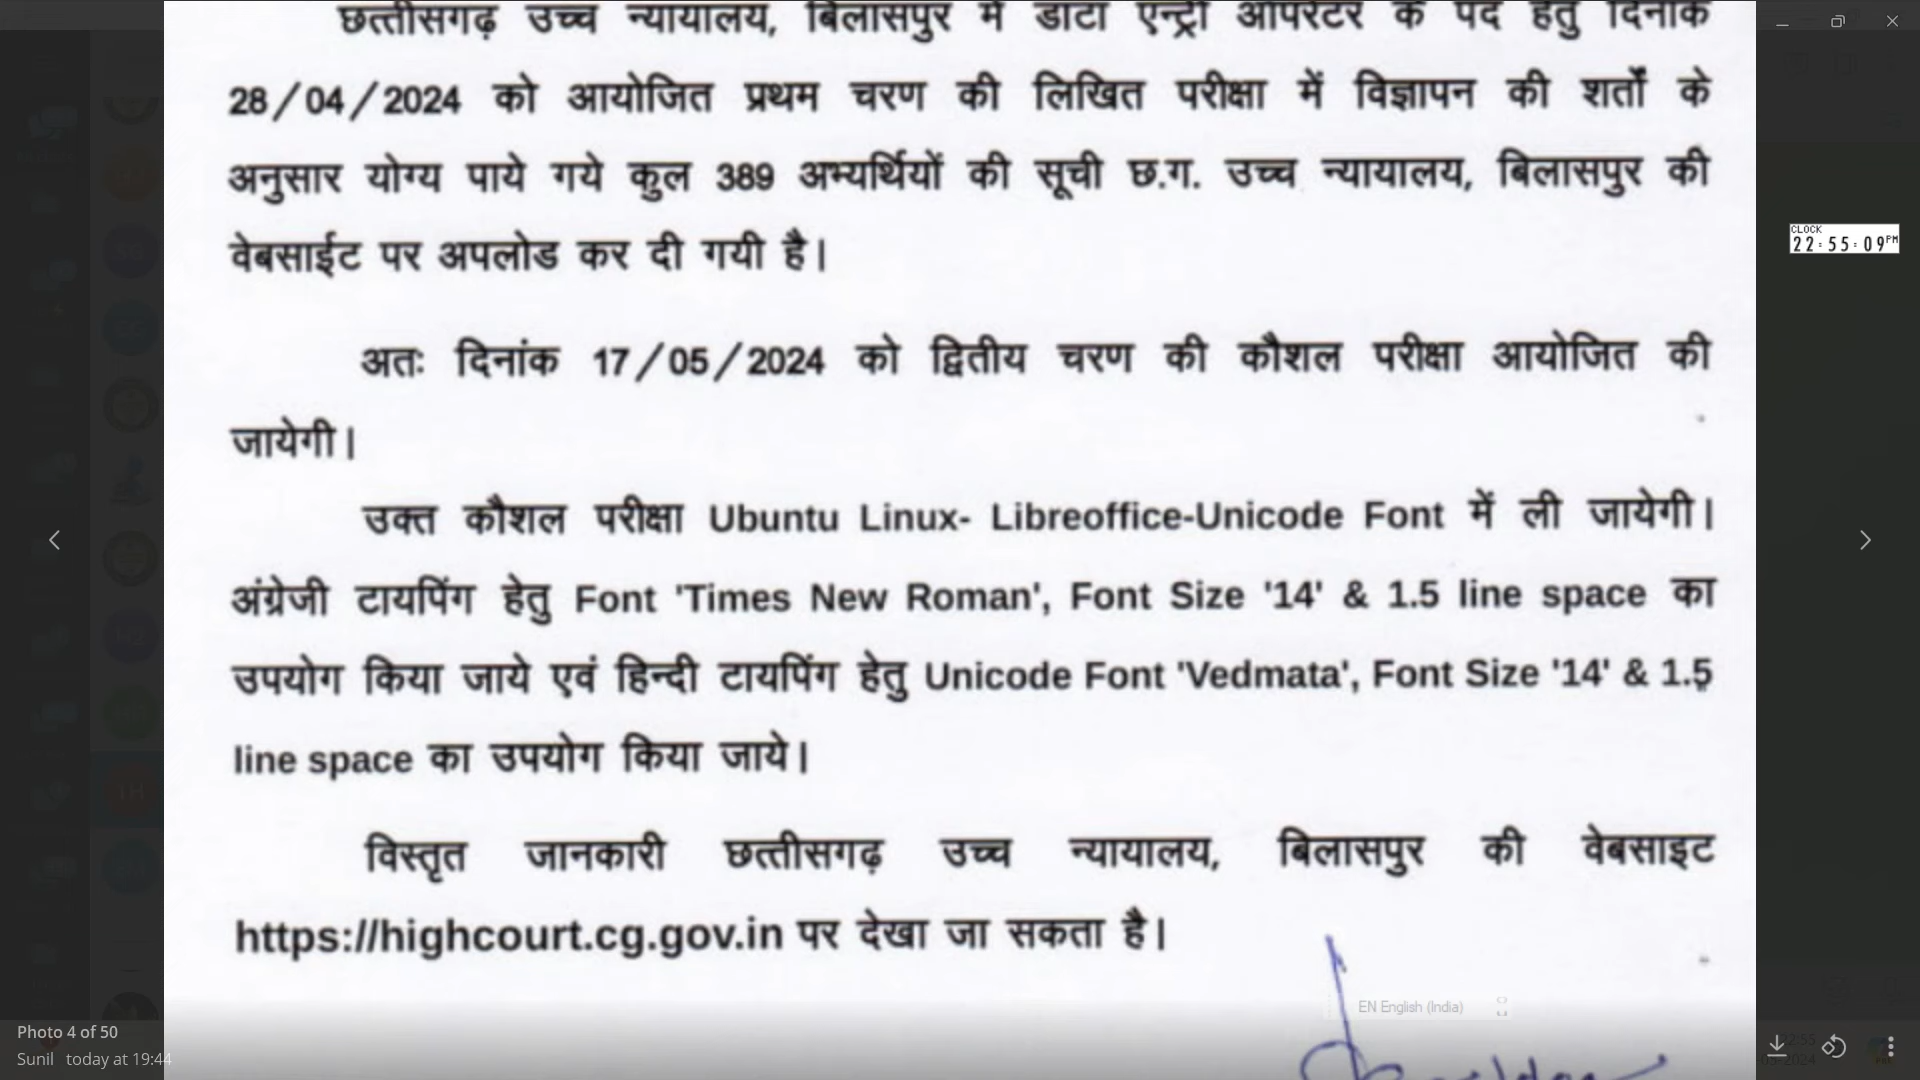 छत्तीसगढ़ उच्च न्यायालय, बिलासपुर में डाटा एन्ट्री ऑपरेटर के पद हेतु दिनांक
28/04/2024 को आयोजित प्रथम चरण की लिखित परीक्षा में विज्ञापन की शर्तों के
अनुसार योग्य पाये गये कुल 389 अभ्यर्थियों की सूची छ.ग. उच्च न्यायालय, बिलासपुर की
वेबसाईट पर अपलोड कर दी गयी है।
CLOCK
22:55:09PM
अतः दिनांक 17/05/2024 को द्वितीय चरण की कौशल परीक्षा आयोजित की
जायेगी।
उक्त कौशल परीक्षा Ubuntu Linux- Libreoffice-Unicode Font में ली जायेगी।
अंग्रेजी टायपिंग हेतु Font 'Times New Roman', Font Size '14' & 1.5 line space का
उपयोग किया जाये एवं हिन्दी टायपिंग हेतु Unicode Font 'Vedmata', Font Size '14' & 1.5
line space का उपयोग किया जाये।
विस्तृत जानकारी छत्तीसगढ़ उच्च न्यायालय, बिलासपुर की वेबसाइट
https://highcourt.cg.gov.in पर देखा जा सकता है।
EN English (India)
Photo 4 of 50
Sunil today at 19:44